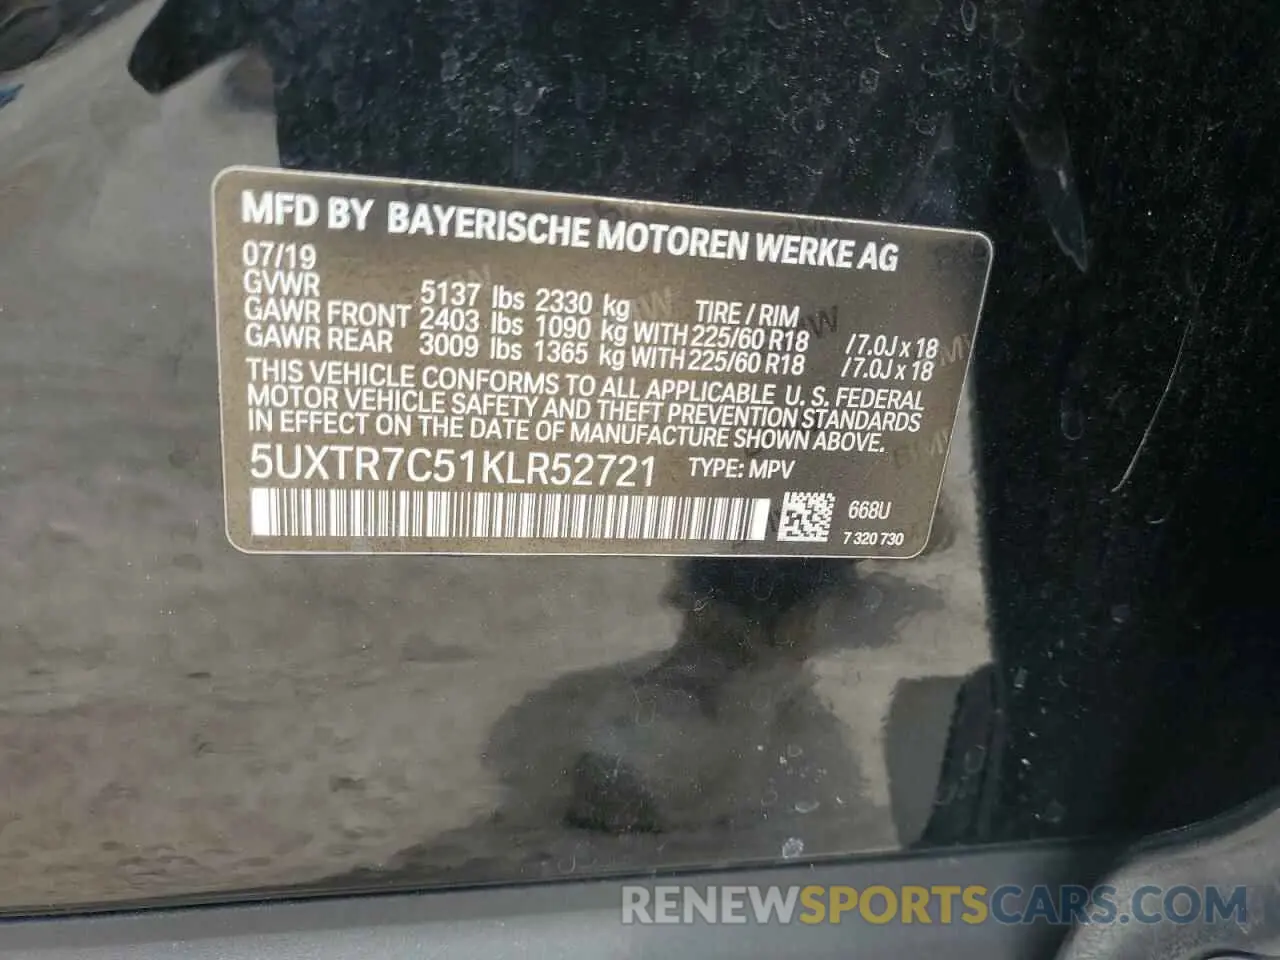 MFD BY BAYERISCHE MOTOREN WERKE AG
07/19
GVWR 5137 lbs 2330 kg TIRE / RIM
GAWR FRONT 2403 lbs 1090 kg WITH 225/60 R18 / 7.0J x 18
GAWR REAR 3009 lbs 1365 kg WITH 225/60 R18 / 7.0J x 18
THIS VEHICLE CONFORMS TO ALL APPLICABLE U. S. FEDERAL
MOTOR VEHICLE SAFETY AND THEFT PREVENTION STANDARDS
IN EFFECT ON THE DATE OF MANUFACTURE SHOWN ABOVE.
5UXTR7C51KLR52721 TYPE: MPV
668U
7 320 730
RENEWSPORTSCARS.COM